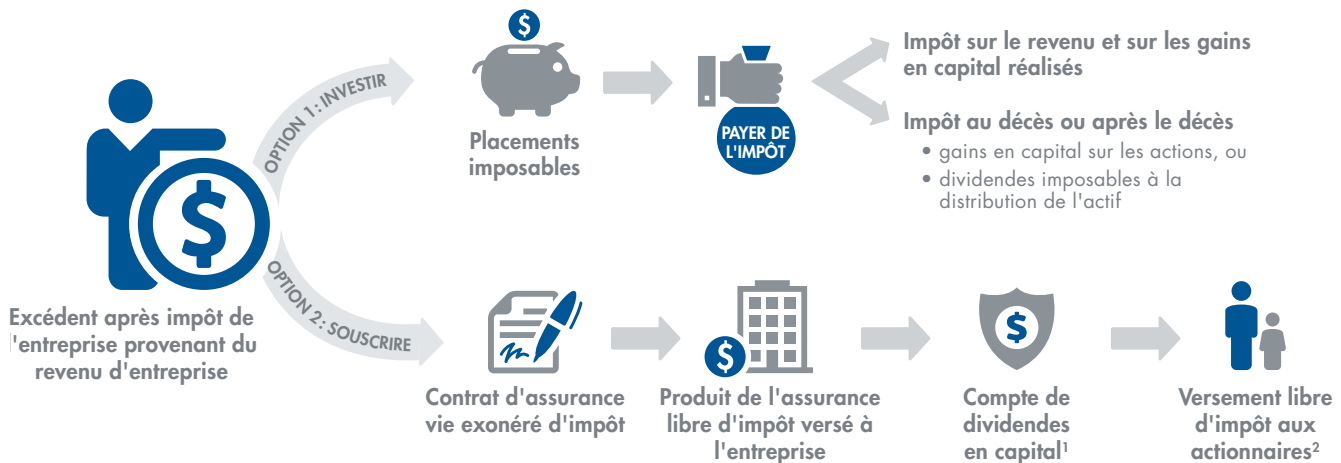 Excédent après impôt de
l'entreprise provenant du
revenu d'entreprise
OPTION 1 : INVESTIR
$
$
Placements
imposables
PAYER DE
L'IMPÔT
Impôt sur le revenu et sur les gains
en capital réalisés
Impôt au décès ou après le décès
• gains en capital sur les actions, ou
• dividendes imposables à la
distribution de l'actif
OPTION 2 : SOUSCRIRE
Contrat d'assurance
vie exonéré d'impôt
$
Produit de l'assurance
libre d'impôt versé à
l'entreprise
$
Compte de
dividendes
en capital¹
Versement libre
d'impôt aux
actionnaires²